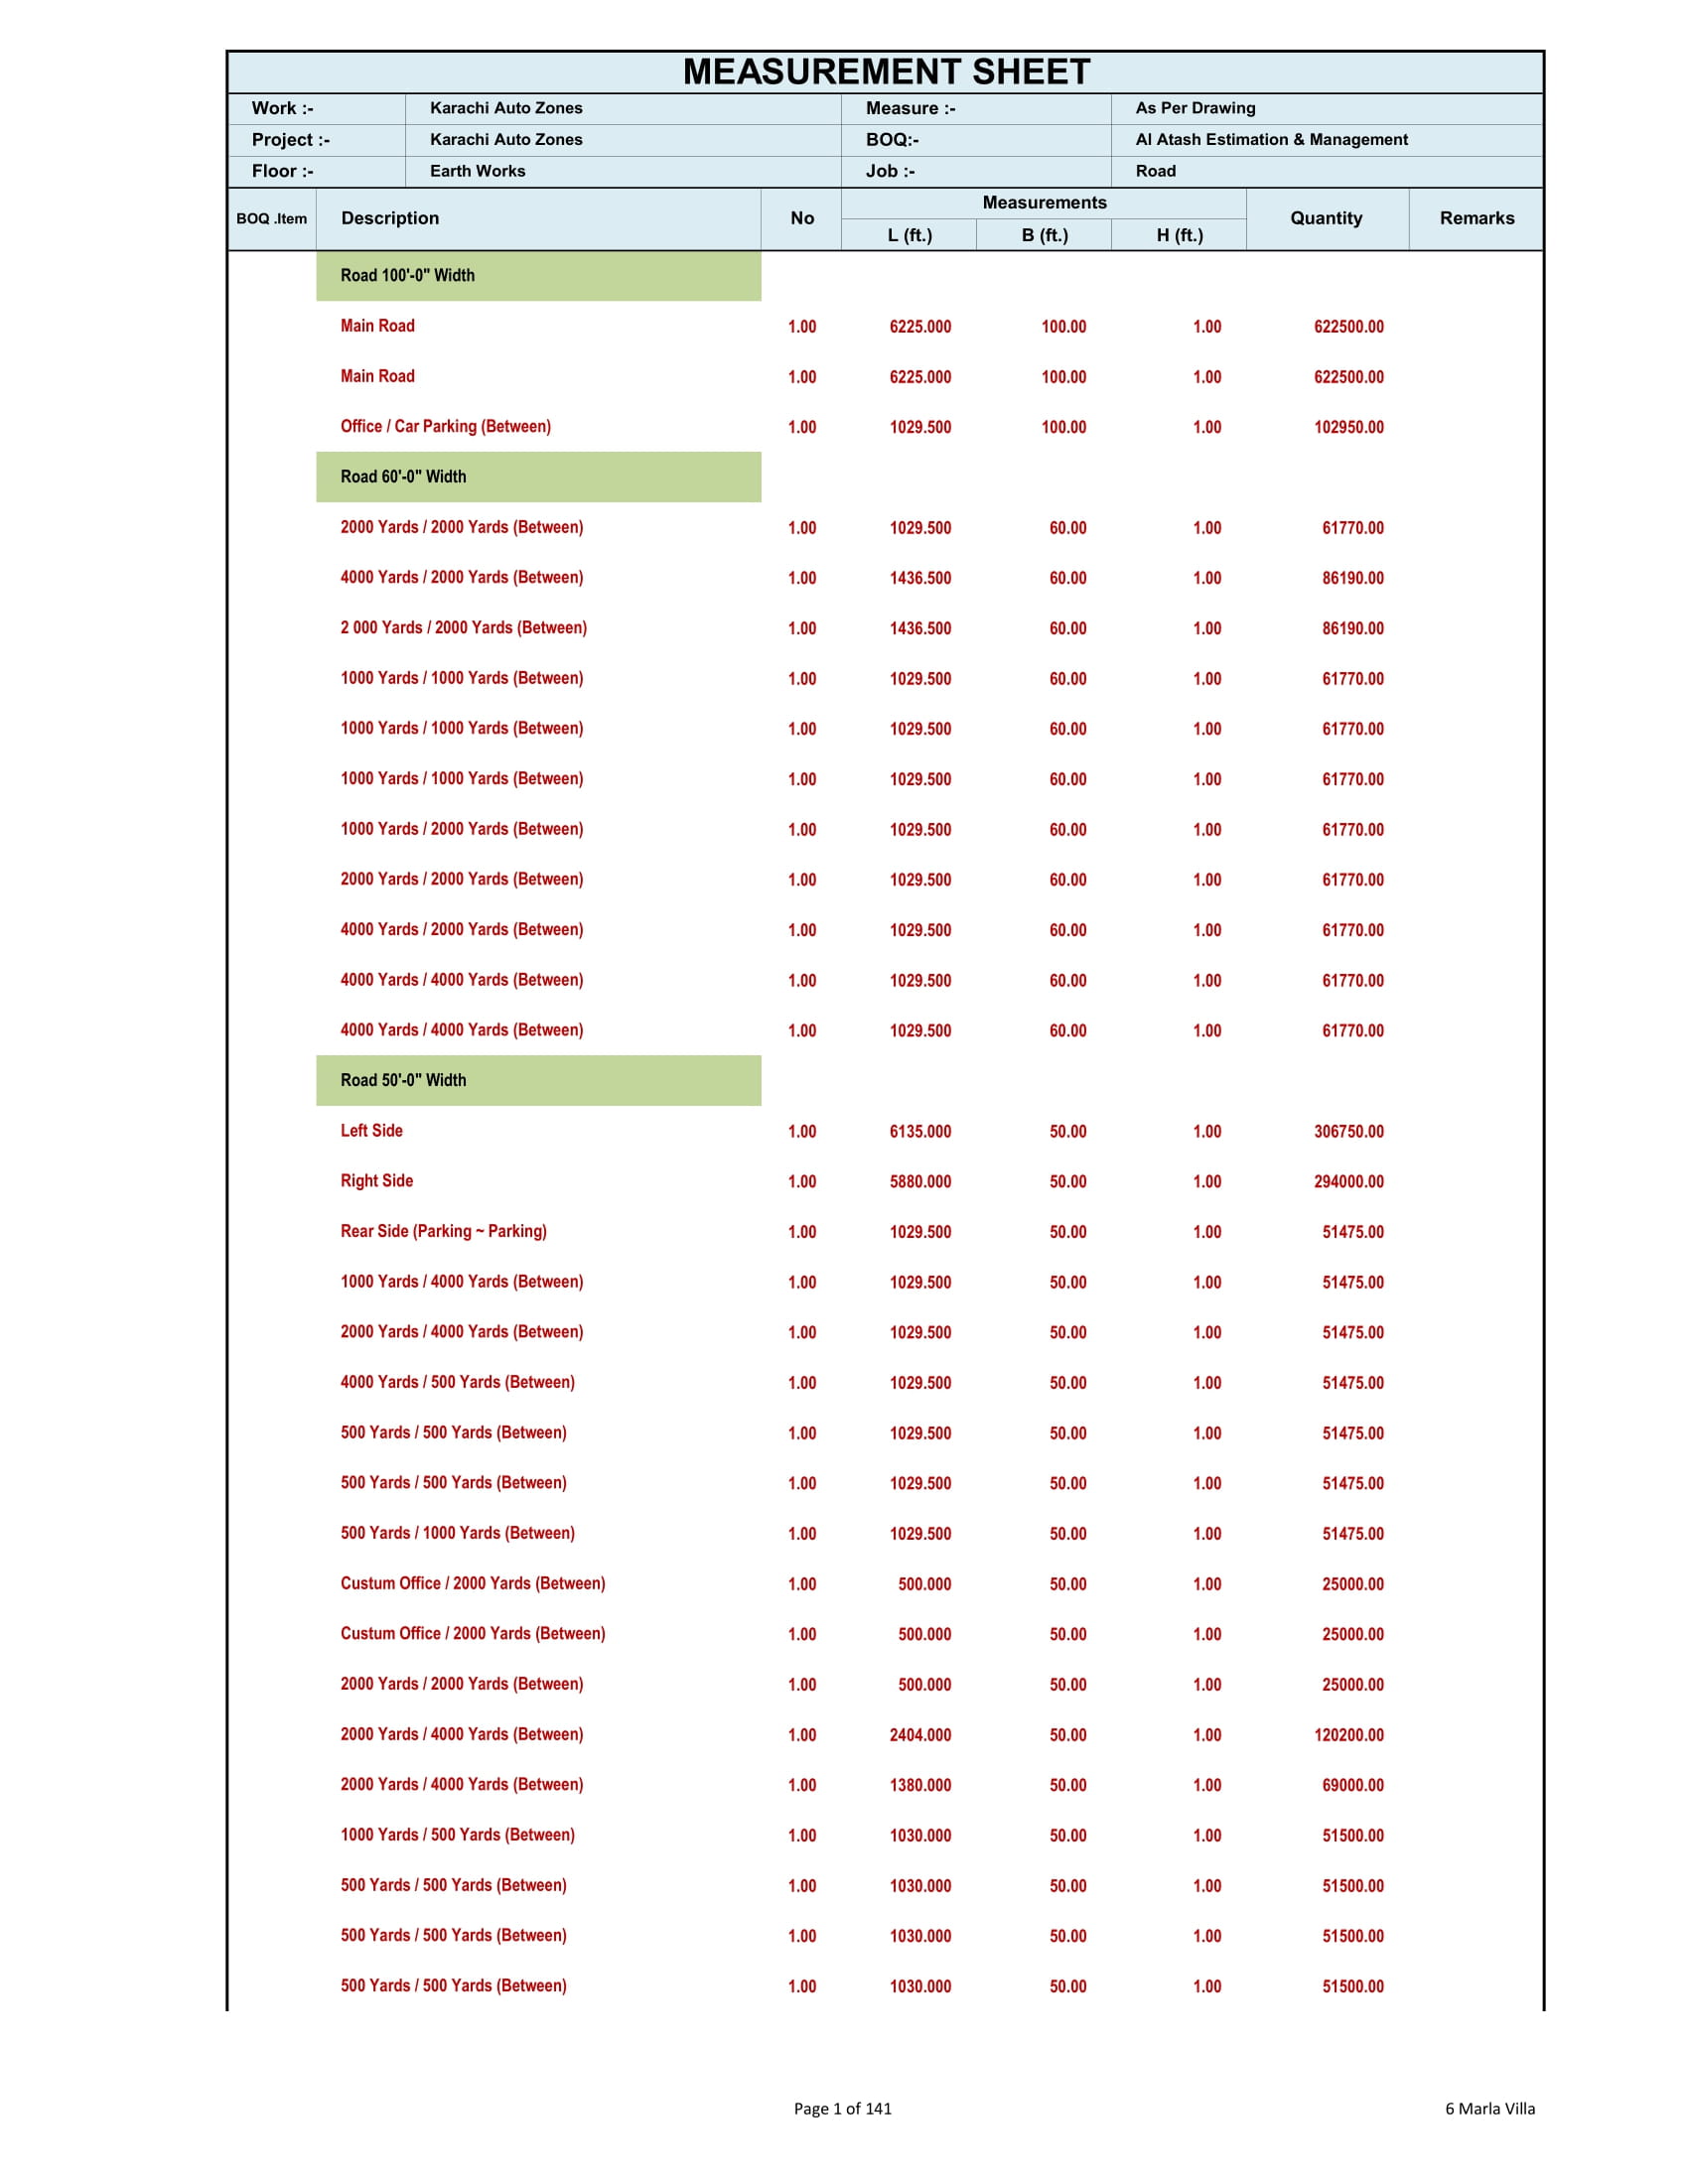 MEASUREMENT SHEET
Work :- Karachi Auto Zones Measure :- As Per Drawing
Project :- Karachi Auto Zones BOQ:- Al Atash Estimation & Management
Floor :- Earth Works Job :- Road
BOQ .Item Description No Measurements Quantity Remarks
L (ft.) B (ft.) H (ft.)
Road 100'-0" Width
Main Road 1.00 6225.000 100.00 1.00 622500.00
Main Road 1.00 6225.000 100.00 1.00 622500.00
Office / Car Parking (Between) 1.00 1029.500 100.00 1.00 102950.00
Road 60'-0" Width
2000 Yards / 2000 Yards (Between) 1.00 1029.500 60.00 1.00 61770.00
4000 Yards / 2000 Yards (Between) 1.00 1436.500 60.00 1.00 86190.00
2 000 Yards / 2000 Yards (Between) 1.00 1436.500 60.00 1.00 86190.00
1000 Yards / 1000 Yards (Between) 1.00 1029.500 60.00 1.00 61770.00
1000 Yards / 1000 Yards (Between) 1.00 1029.500 60.00 1.00 61770.00
1000 Yards / 1000 Yards (Between) 1.00 1029.500 60.00 1.00 61770.00
1000 Yards / 2000 Yards (Between) 1.00 1029.500 60.00 1.00 61770.00
2000 Yards / 2000 Yards (Between) 1.00 1029.500 60.00 1.00 61770.00
4000 Yards / 2000 Yards (Between) 1.00 1029.500 60.00 1.00 61770.00
4000 Yards / 4000 Yards (Between) 1.00 1029.500 60.00 1.00 61770.00
4000 Yards / 4000 Yards (Between) 1.00 1029.500 60.00 1.00 61770.00
Road 50'-0" Width
Left Side 1.00 6135.000 50.00 1.00 306750.00
Right Side 1.00 5880.000 50.00 1.00 294000.00
Rear Side (Parking ~ Parking) 1.00 1029.500 50.00 1.00 51475.00
1000 Yards / 4000 Yards (Between) 1.00 1029.500 50.00 1.00 51475.00
2000 Yards / 4000 Yards (Between) 1.00 1029.500 50.00 1.00 51475.00
4000 Yards / 500 Yards (Between) 1.00 1029.500 50.00 1.00 51475.00
500 Yards / 500 Yards (Between) 1.00 1029.500 50.00 1.00 51475.00
500 Yards / 500 Yards (Between) 1.00 1029.500 50.00 1.00 51475.00
500 Yards / 1000 Yards (Between) 1.00 1029.500 50.00 1.00 51475.00
Custum Office / 2000 Yards (Between) 1.00 500.000 50.00 1.00 25000.00
Custum Office / 2000 Yards (Between) 1.00 500.000 50.00 1.00 25000.00
2000 Yards / 2000 Yards (Between) 1.00 500.000 50.00 1.00 25000.00
2000 Yards / 4000 Yards (Between) 1.00 2404.000 50.00 1.00 120200.00
2000 Yards / 4000 Yards (Between) 1.00 1380.000 50.00 1.00 69000.00
1000 Yards / 500 Yards (Between) 1.00 1030.000 50.00 1.00 51500.00
500 Yards / 500 Yards (Between) 1.00 1030.000 50.00 1.00 51500.00
500 Yards / 500 Yards (Between) 1.00 1030.000 50.00 1.00 51500.00
500 Yards / 500 Yards (Between) 1.00 1030.000 50.00 1.00 51500.00
Page 1 of 141 6 Marla Villa